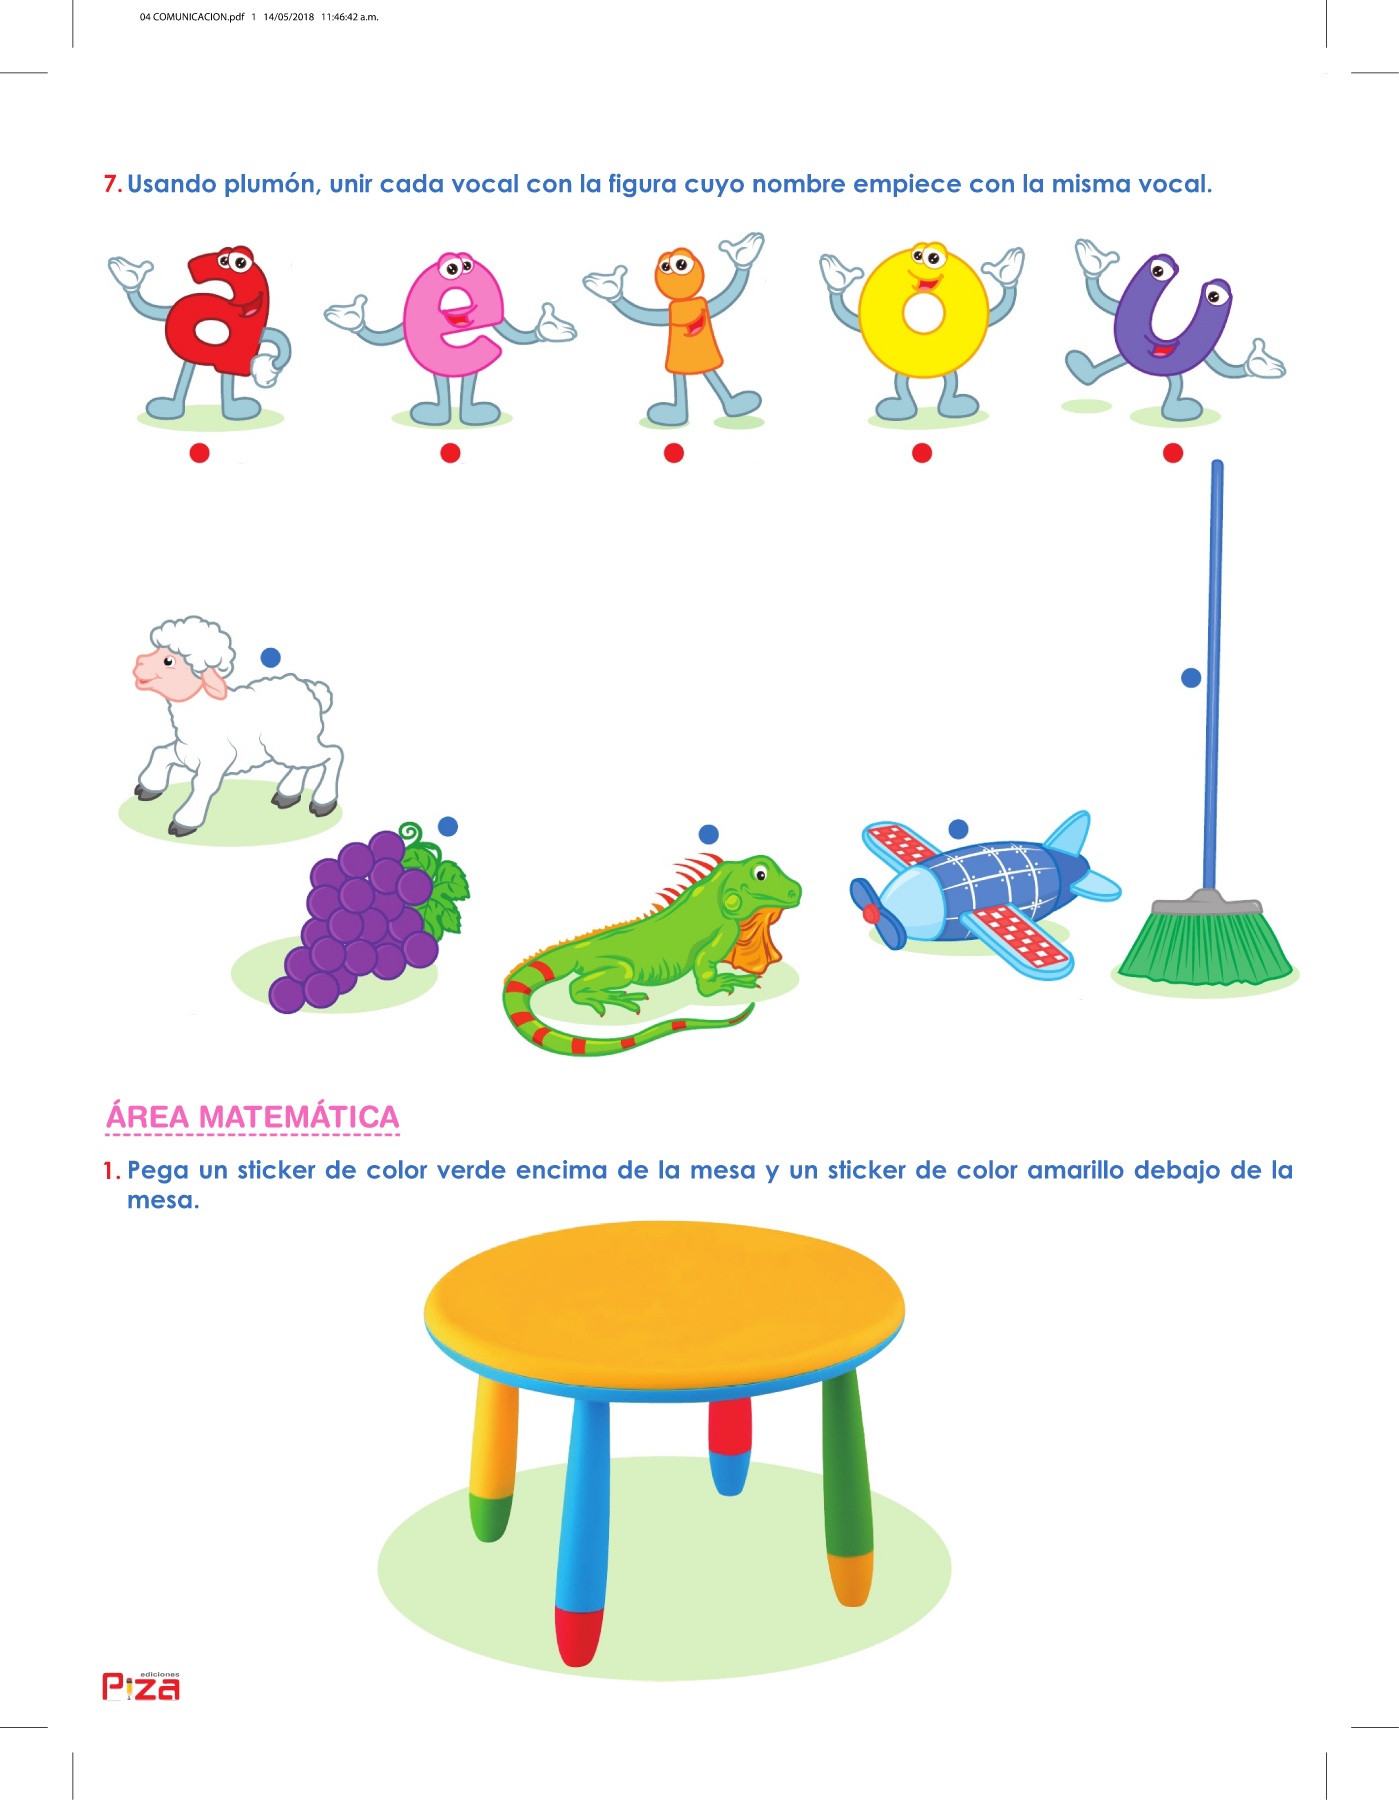 04 COMUNICACION.pdf 1 14/05/2018 11:46:42 a.m.
7. Usando plumón, unir cada vocal con la figura cuyo nombre empiece con la misma vocal.
a e i o u
ÁREA MATEMÁTICA
1. Pega un sticker de color verde encima de la mesa y un sticker de color amarillo debajo de la
mesa.
ediciones
Piza